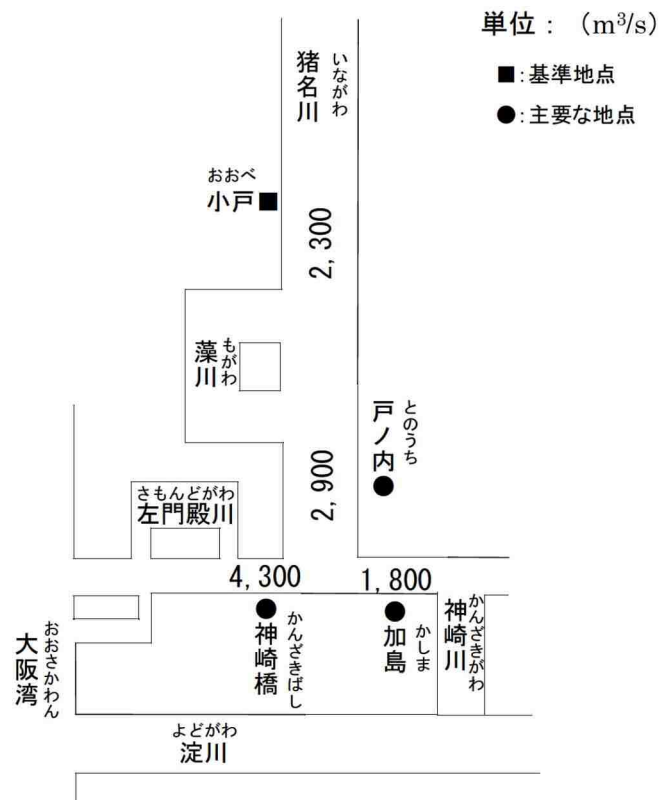 単位：（m³/s）
■：基準地点
●：主要な地点
いながわ
猪名川
おおべ
小戸■
2,300
もがわ
藻川
とのうち
戸ノ内
2,900
さもんどがわ
左門殿川
4,300
1,800
かんざきばし
神崎橋
かしま
加島
かんざきがわ
神崎川
おおさかわん
大阪湾
よどがわ
淀川